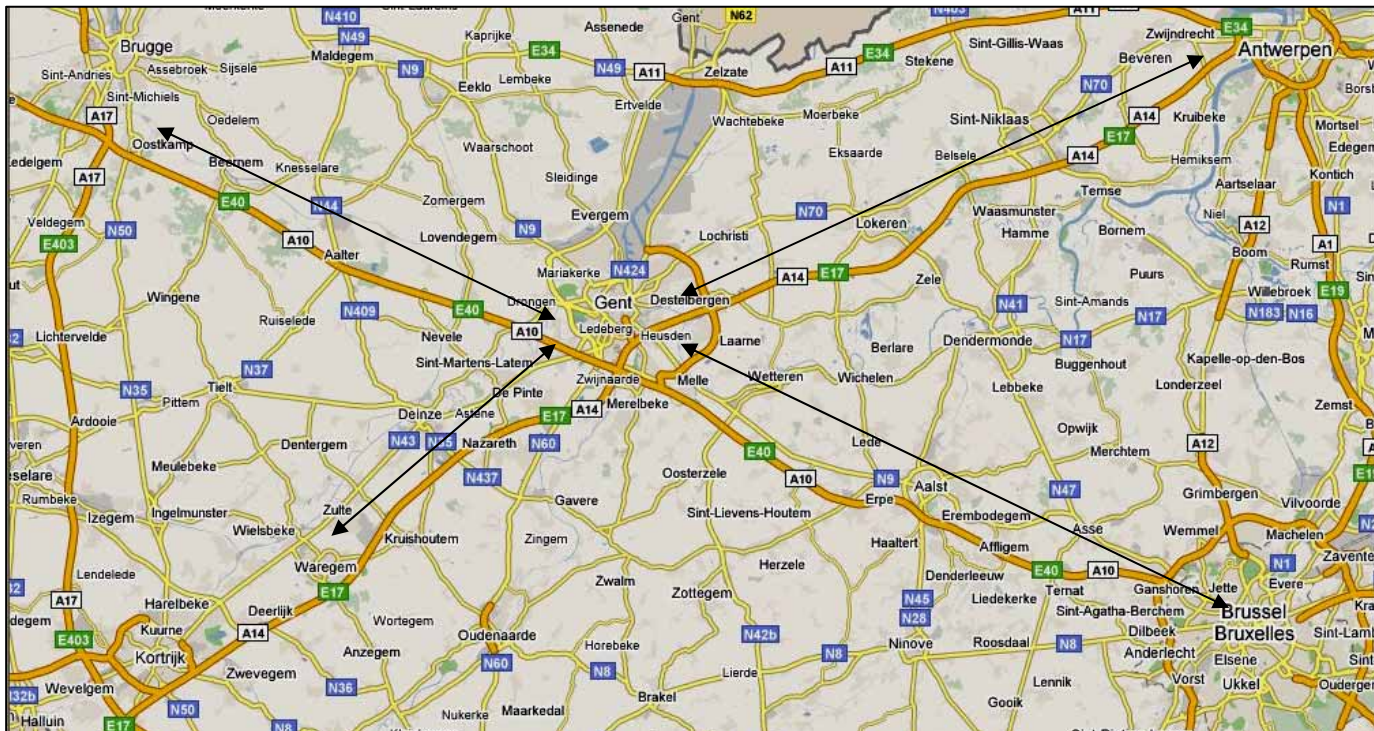 N410
N62
Assenede
Gent
Kaprijke
Brugge
N49
E34
Zwijndrecht
E34
Sint-Gillis-Waas
Antwerpen
Maldegem
Sint-Andries
Assebroek
Sijsele
N9
Lembeke
N49
A11
Zelzate
A11
E34
Stekene
Beveren
N70
Eeklo
Ertvelde
Sint-Michiels
A17
Oedelem
Wachtebeke
Moerbeke
Sint-Niklaas
A14
Kruibeke
Oostkamp
E17
Mortsel
Waarschoot
Eksaarde
Belsele
A14
Hemiksem
Edegem
Beernem
Knesselare
A17
Sleidinge
Kontich
Temse
Aartselaar
E40
N44
Zomergem
Evergem
N70
Lokeren
Waasmunster
Niel
N1
Veldegem
N50
N9
Lovendegem
Lochristi
Hamme
Bornem
A12
E403
A10
Aalter
A1
Boom
Rumst
Mariakerke
N424
A14
E17
Zele
Puurs
Wingene
Drongen
Gent
Destelbergen
Willebroek
E19
N41
Sint-Amands
E40
N409
Ruiselede
N17
N183
N16
Lichtervelde
Nevele
A10
Ledeberg
Heusden
Laarne
Dendermonde
N17
Berlare
Sint-Martens-Latem
Buggenhout
Kapelle-op-den-Bos
N37
Zwijnaarde
Melle
Wetteren
Wichelen
Lebbeke
Londerzeel
N35
Tielt
De Pinte
Pittem
Deinze
Astene
E17
A14
Merelbeke
Zemst
Ardooie
Opwijk
Dentergem
N43
N35
Nazareth
N60
Lede
A12
Merchtem
Meulebeke
E40
Oosterzele
N437
A10
N9
Aalst
N47
Rumbeke
Gavere
Erpe
Grimbergen
Vilvoorde
Izegem
Ingelmunster
Zulte
Sint-Lievens-Houtem
Erembodegem
Asse
Wemmel
Wielsbeke
Kruishoutem
Zingem
Haaltert
Affligem
Machelen
Waregem
Herzele
N1
Lendelede
Zwalm
Denderleeuw
E40
A10
Ganshoren
Jette
Evere
E17
Zottegem
Liedekerke
Ternat
A17
Harelbeke
Deerlijk
N45
Sint-Agatha-Berchem
Brussel
Wortegem
N28
Dilbeek
Bruxelles
E403
Kuurne
A14
Oudenaarde
Horebeke
N42b
Ninove
Roosdaal
N8
Anderlecht
Kortrijk
Anzegem
N8
Elsene
Zwevegem
N60
N8
Lierde
Lennik
Vorst
Ukkel
Wevelgem
N36
Brakel
Gooik
N50
Maarkedal
Nukerke
Halluin
E17
N8